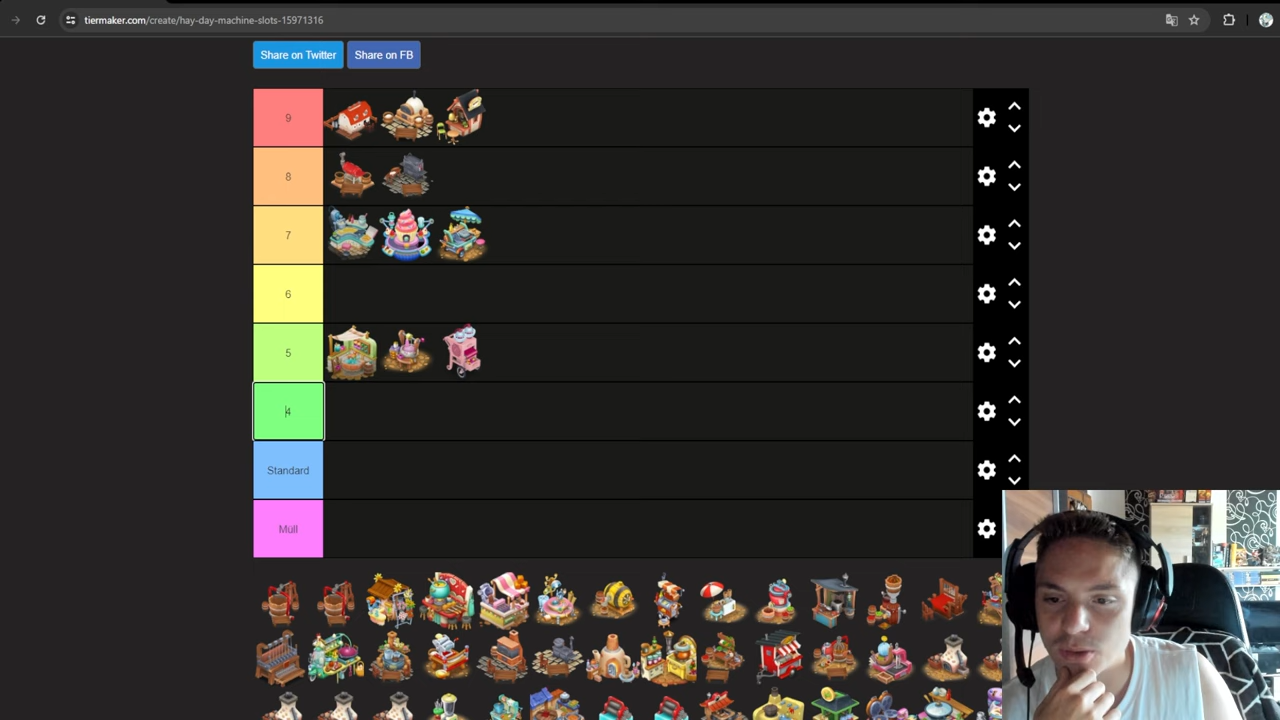 tiermaker.com/create/hay-day-machine-slots-15971316
Share on Twitter Share on FB
9
8
7
6
5
4
Standard
Müll